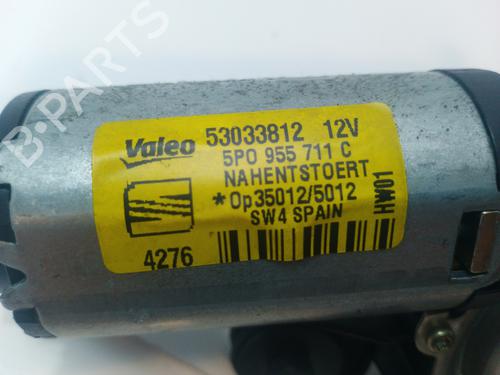 B-PARTS
Valeo 53033812 12V
5P0 955 711 C
NAHENTSTOERT
*Op35012/5012
SW4 SPAIN
HW01
4276